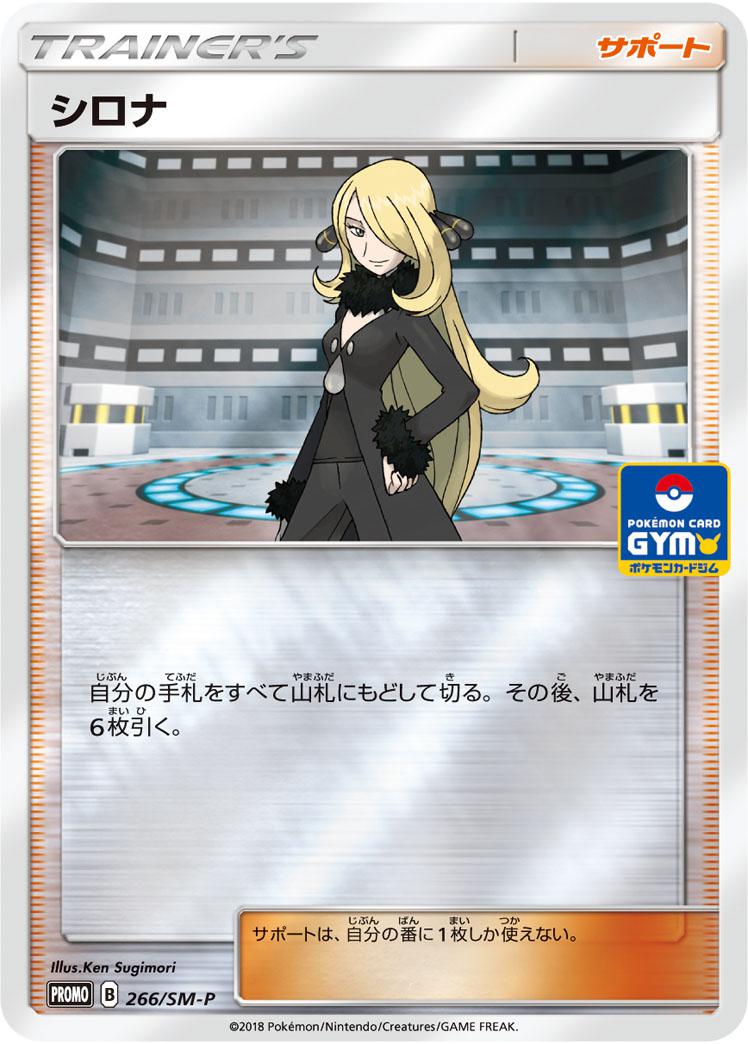 TRAINER'S
サポート
シロナ
POKÉMON CARD
GYM
ポケモンカードジム
自分の手札をすべて山札にもどして切る。その後、山札を
6枚引く。
サポートは、自分の番に1枚しか使えない。
Illus.Ken Sugimori
PROMO B 266/SM-P
©2018 Pokémon/Nintendo/Creatures/GAME FREAK.